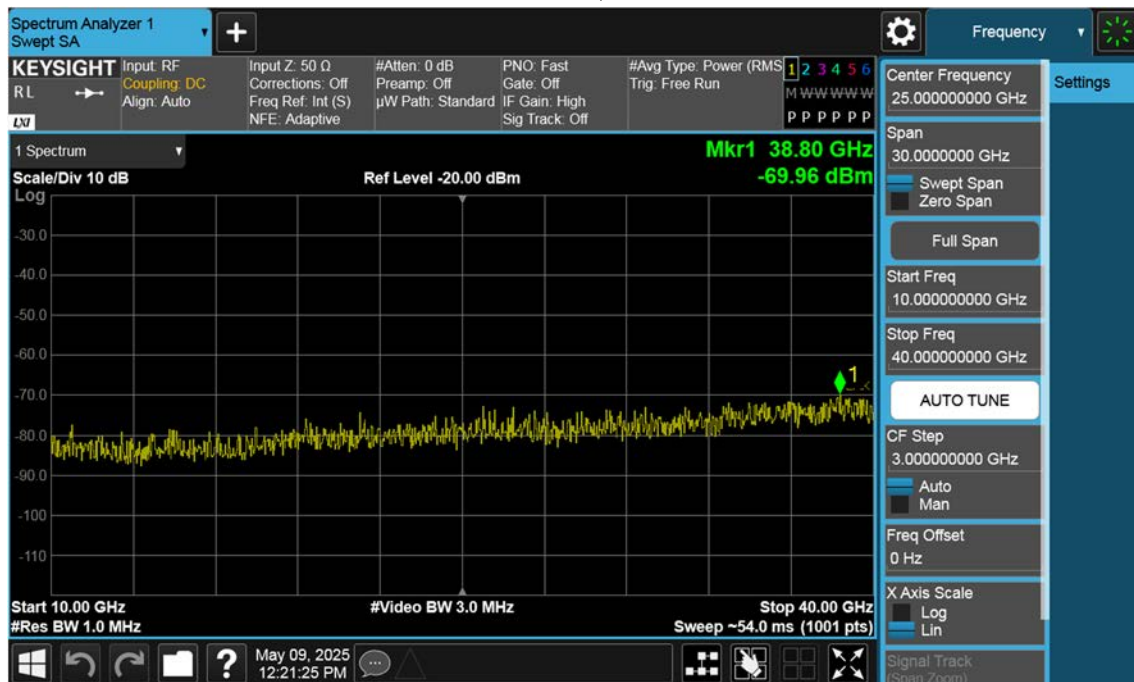 Spectrum Analyzer 1
Swept SA
+
Frequency
KEYSIGHT
RL
LXI
Input: RF
Coupling: DC
Align: Auto
Input Z: 50 Ω
Corrections: Off
Freq Ref: Int (S)
NFE: Adaptive
#Atten: 0 dB
Preamp: Off
µW Path: Standard
PNO: Fast
Gate: Off
IF Gain: High
Sig Track: Off
#Avg Type: Power (RMS
Trig: Free Run
1 2 3 4 5 6
M W W W W W
P P P P P P
1 Spectrum
Mkr1 38.80 GHz
Scale/Div 10 dB
Ref Level -20.00 dBm
-69.96 dBm
Log
-30.0
-40.0
-50.0
-60.0
1
-70.0
-80.0
-90.0
-100
-110
Start 10.00 GHz
#Video BW 3.0 MHz
Stop 40.00 GHz
#Res BW 1.0 MHz
Sweep ~54.0 ms (1001 pts)
?
May 09, 2025
12:21:25 PM
Center Frequency
25.000000000 GHz
Settings
Span
30.0000000 GHz
Swept Span
Zero Span
Full Span
Start Freq
10.000000000 GHz
Stop Freq
40.000000000 GHz
AUTO TUNE
CF Step
3.000000000 GHz
Auto
Man
Freq Offset
0 Hz
X Axis Scale
Log
Lin
Signal Track
(Span Zoom)